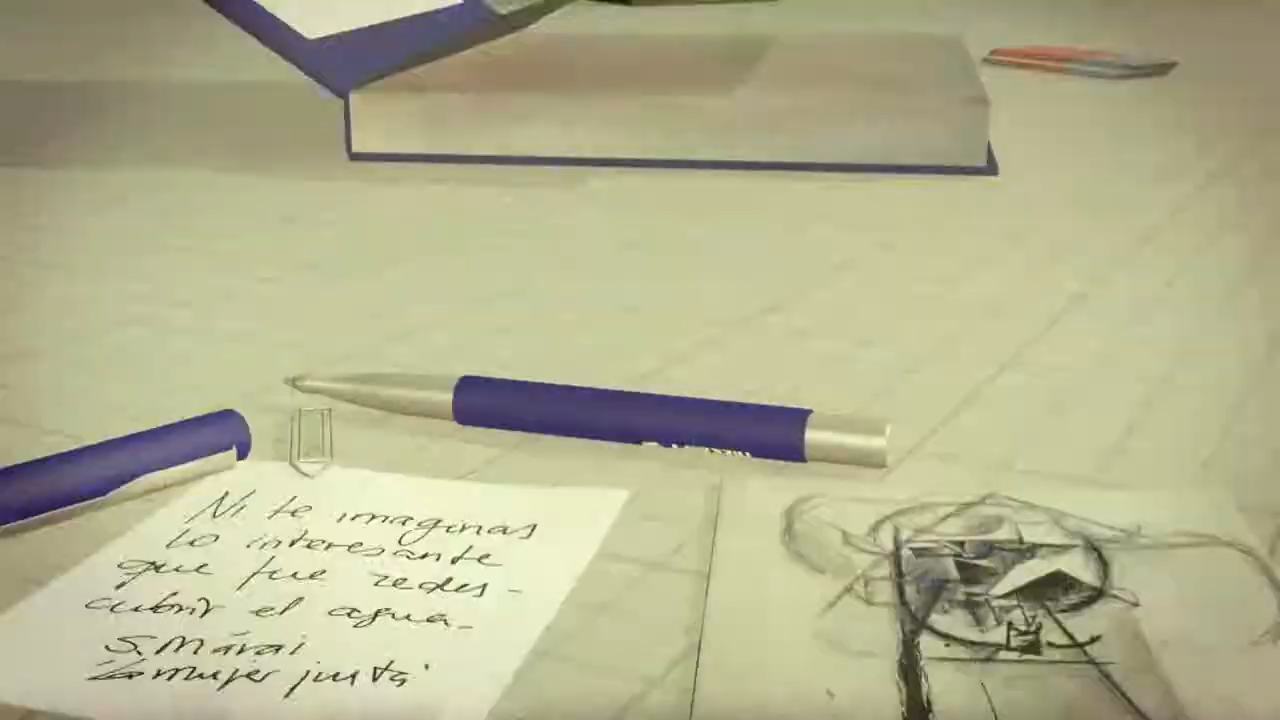 Ni te imaginas
lo interesante
que fue redes-
cubrir el agua.
S. Márai
"La mujer justa"